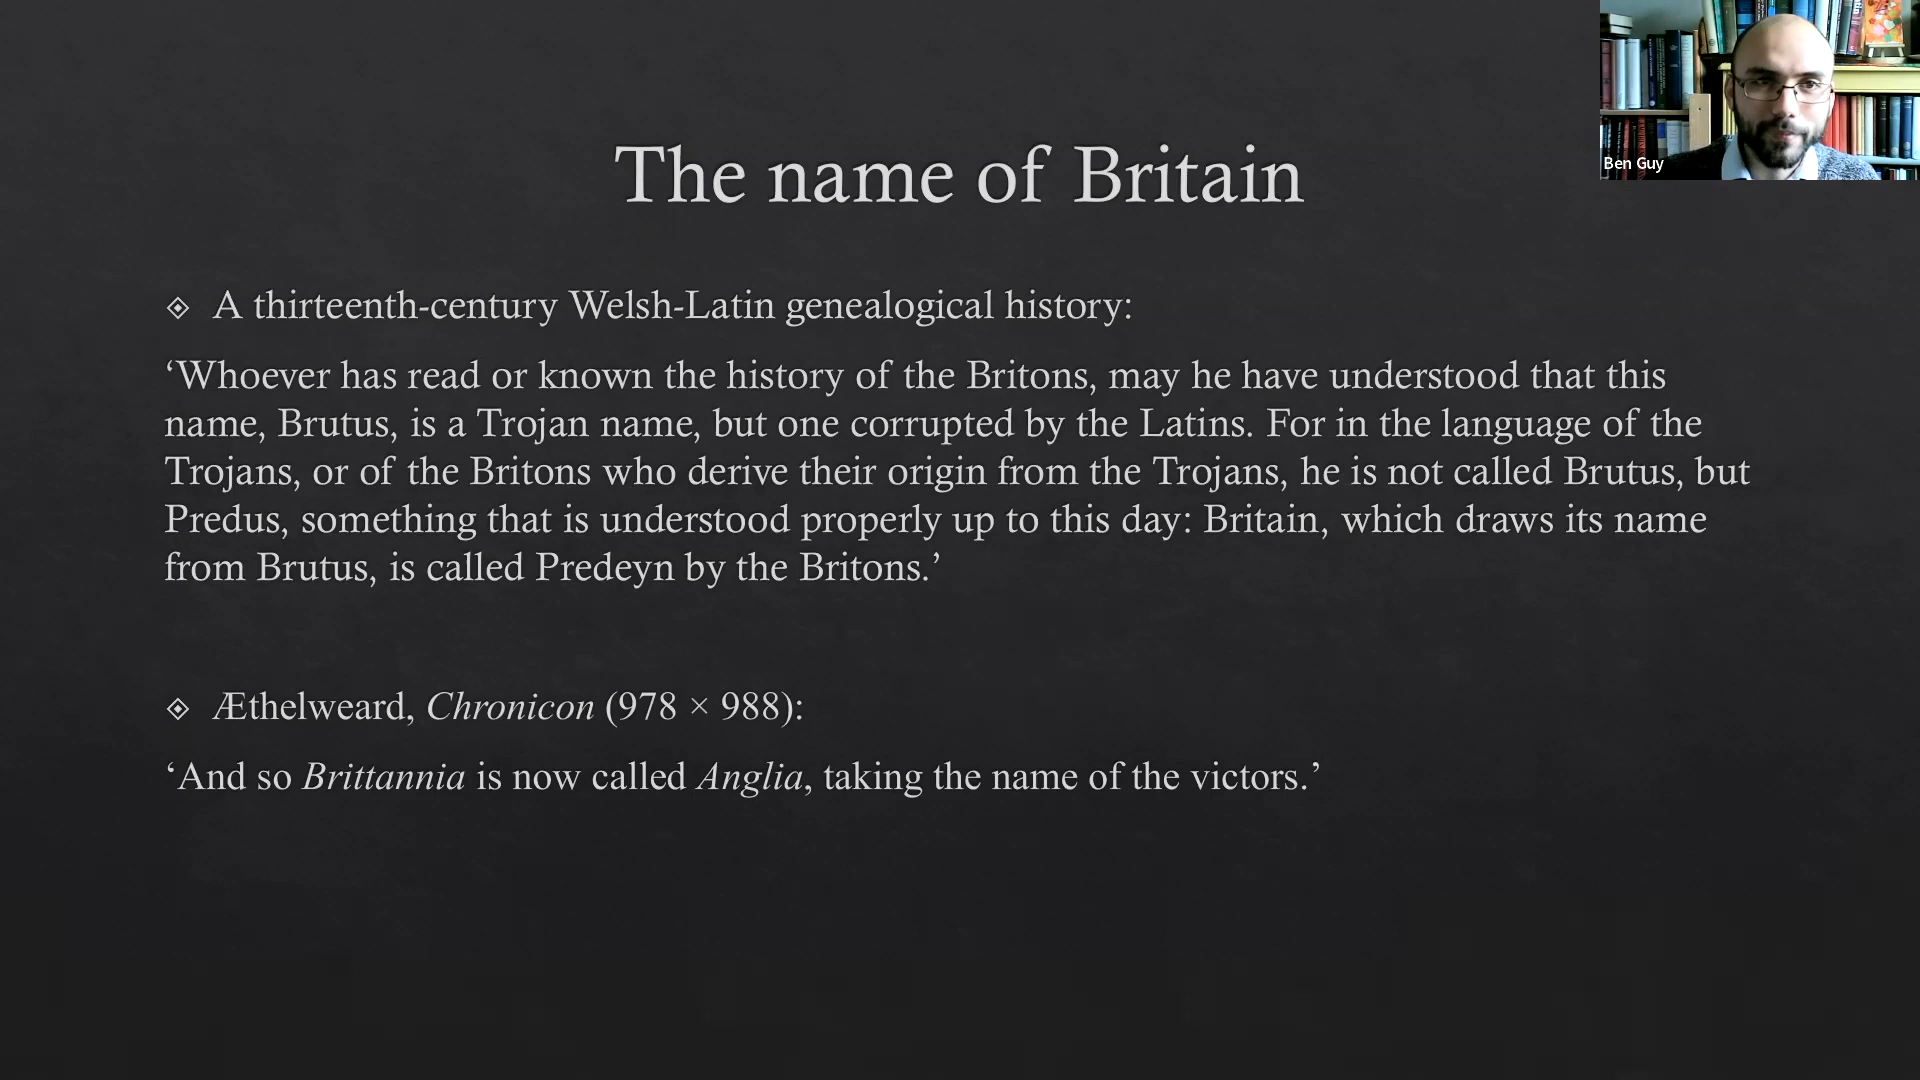 The name of Britain
Ben Guy
◈ A thirteenth-century Welsh-Latin genealogical history:
‘Whoever has read or known the history of the Britons, may he have understood that this
name, Brutus, is a Trojan name, but one corrupted by the Latins. For in the language of the
Trojans, or of the Britons who derive their origin from the Trojans, he is not called Brutus, but
Predus, something that is understood properly up to this day: Britain, which draws its name
from Brutus, is called Predeyn by the Britons.’
◈ Æthelweard, Chronicon (978 × 988):
‘And so Brittannia is now called Anglia, taking the name of the victors.’